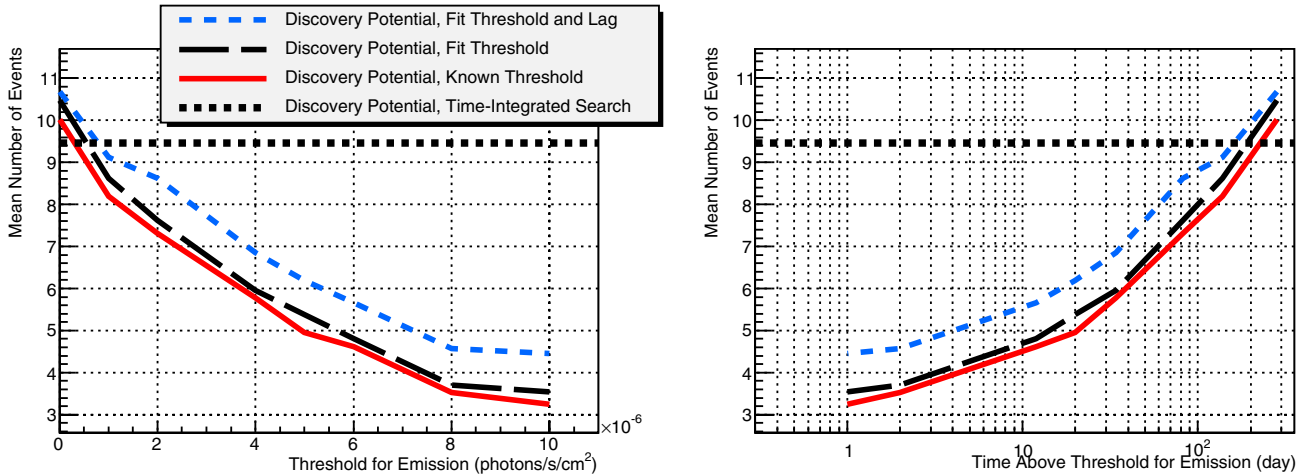 Discovery Potential, Fit Threshold and Lag
Discovery Potential, Fit Threshold
Discovery Potential, Known Threshold
Discovery Potential, Time-Integrated Search
Mean Number of Events
11
10
9
8
7
6
5
4
3
0 2 4 6 8 10
×10⁻⁶
Threshold for Emission (photons/s/cm²)
Mean Number of Events
11
10
9
8
7
6
5
4
3
1 10 10²
Time Above Threshold for Emission (day)